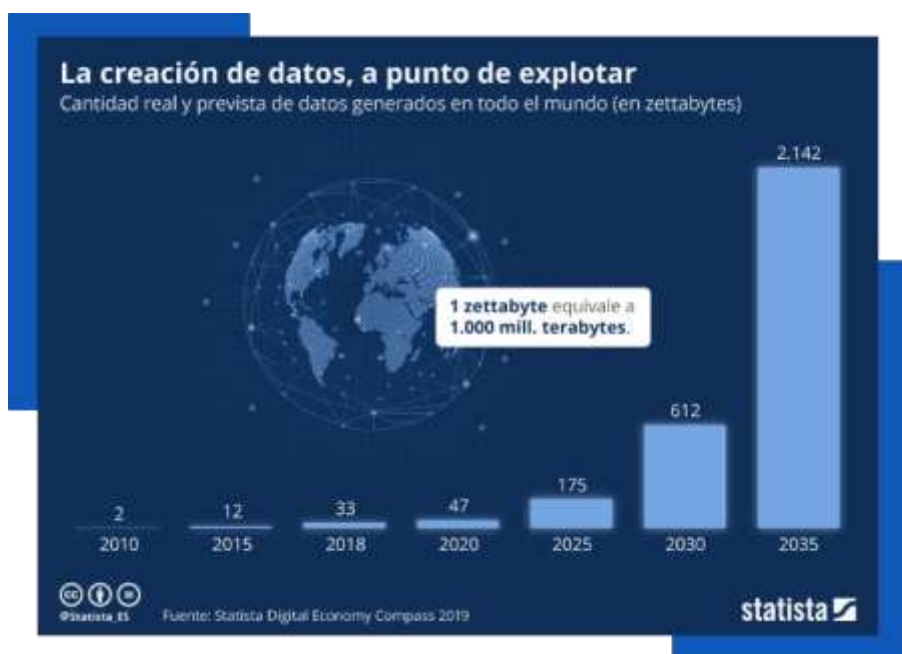 La creación de datos, a punto de explotar
Cantidad real y prevista de datos generados en todo el mundo (en zettabytes)
2.142
1 zettabyte equivale a
1.000 mill. terabytes.
612
175
47
33
12
2
2010 2015 2018 2020 2025 2030 2035
@Statista_ES Fuente: Statista Digital Economy Compass 2019
statista